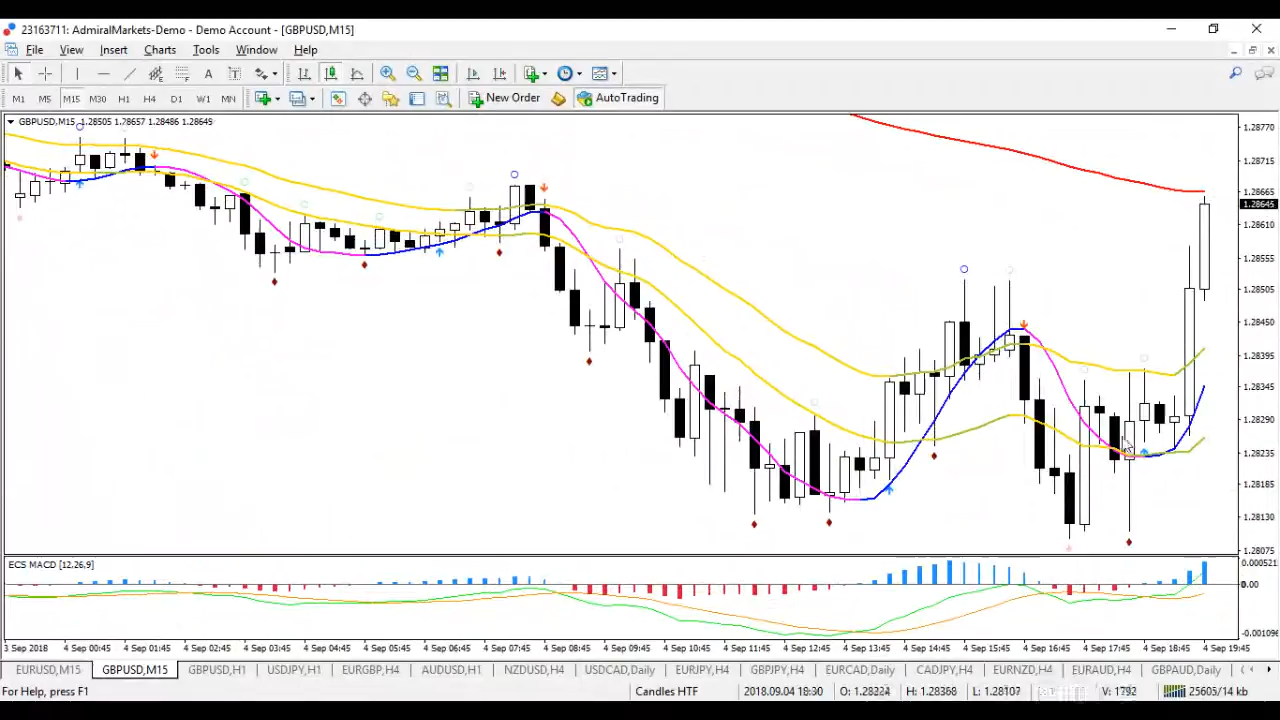 23163711: AdmiralMarkets-Demo - Demo Account - [GBPUSD,M15]
File View Insert Charts Tools Window Help
A T New Order AutoTrading
M1 M5 M15 M30 H1 H4 D1 W1 MN
GBPUSD,M15 1.28505 1.28657 1.28486 1.28649
1.28770
1.28715
1.28665
1.28645
1.28610
1.28555
1.28505
1.28450
1.28395
1.28345
1.28290
1.28235
1.28185
1.28130
1.28075
ECS MACD [12,26,9]
0.000521
0.00
-0.001096
3 Sep 2018 4 Sep 00:45 4 Sep 01:45 4 Sep 02:45 4 Sep 03:45 4 Sep 04:45 4 Sep 05:45 4 Sep 06:45 4 Sep 07:45 4 Sep 08:45 4 Sep 09:45 4 Sep 10:45 4 Sep 11:45 4 Sep 12:45 4 Sep 13:45 4 Sep 14:45 4 Sep 15:45 4 Sep 16:45 4 Sep 17:45 4 Sep 18:45 4 Sep 19:45
EURUSD,M15 GBPUSD,M15 GBPUSD,H1 USDJPY,H1 EURGBP,H4 AUDUSD,H1 NZDUSD,H4 USDCAD,Daily EURJPY,H4 GBPJPY,H4 EURCAD,Daily CADJPY,H4 EURNZD,H4 EURAUD,H4 GBPAUD,Daily
For Help, press F1 Candles HTF 2018.09.04 18:30 O: 1.28224 H: 1.28368 L: 1.28107 V: 1792 25605/14 kb